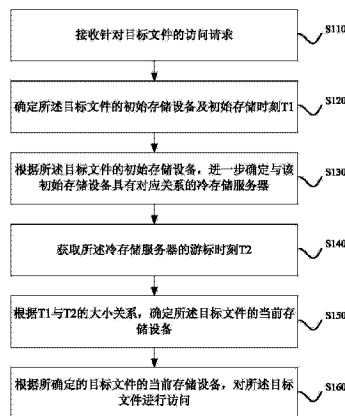 接收针对目标文件的访问请求
S110
确定所述目标文件的初始存储设备及初始存储时刻T1
S120
根据所述目标文件的初始存储设备，进一步确定与该
初始存储设备具有对应关系的冷存储服务器
S130
获取所述冷存储服务器的游标时刻T2
S140
根据T1与T2的大小关系，确定所述目标文件的当前存
储设备
S150
根据所确定的目标文件的当前存储设备，对所述目标
文件进行访问
S160